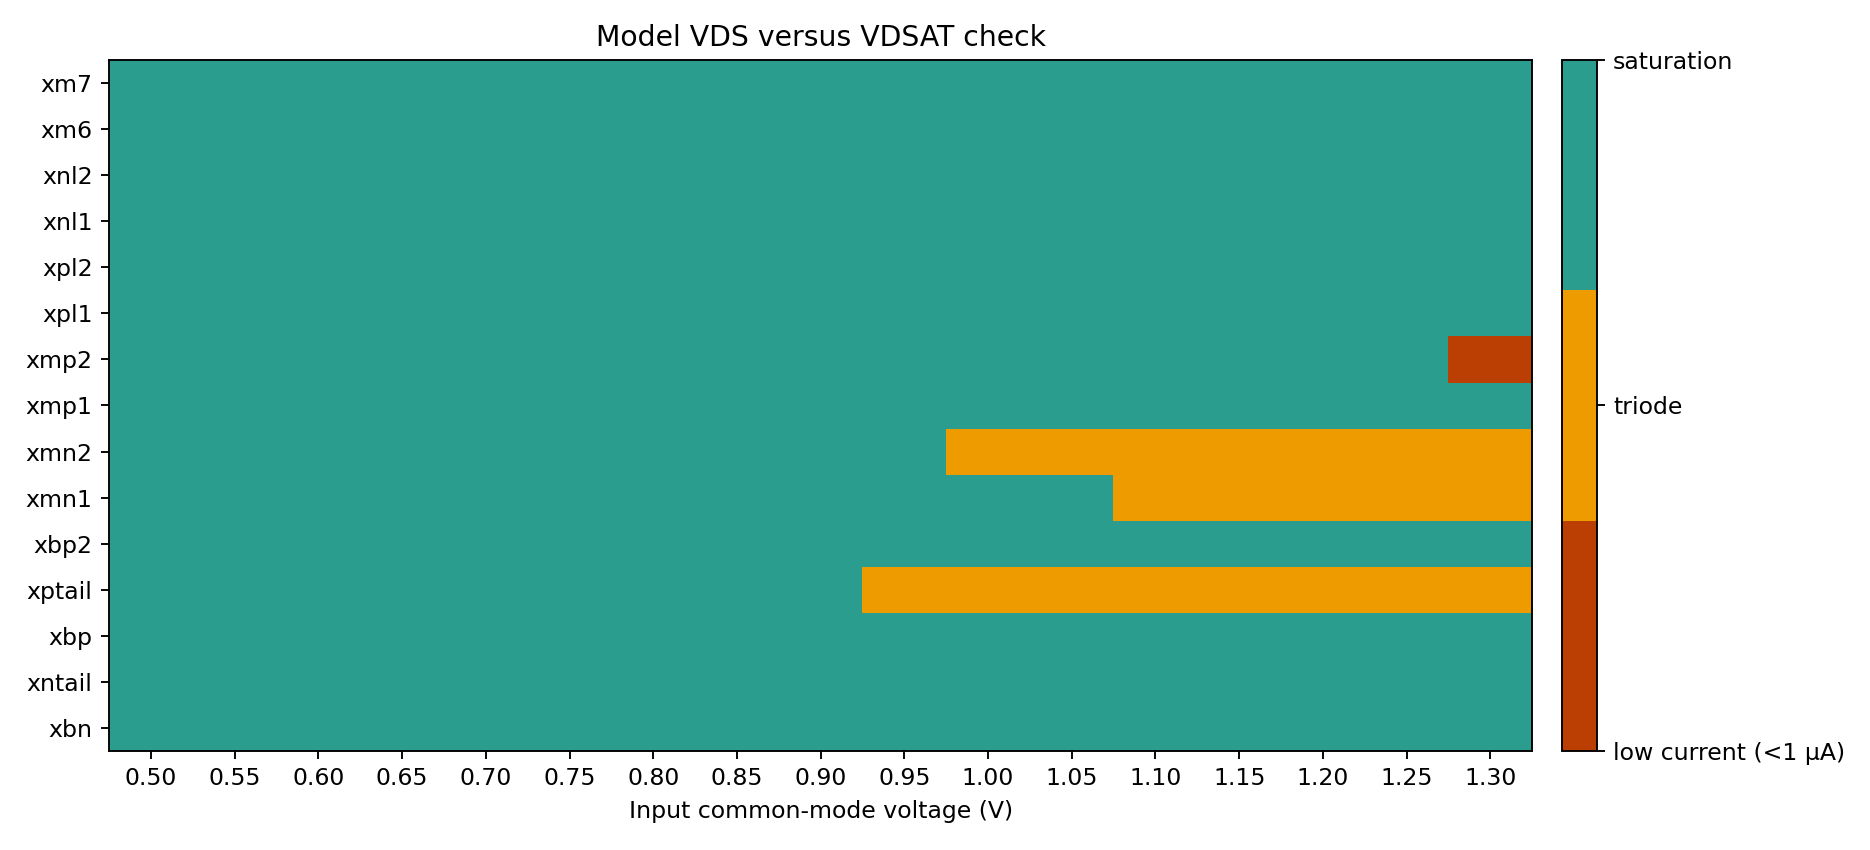 Model VDS versus VDSAT check
xm7
xm6
xnl2
xnl1
xpl2
xpl1
xmp2
xmp1
xmn2
xmn1
xbp2
xptail
xbp
xntail
xbn
0.50 0.55 0.60 0.65 0.70 0.75 0.80 0.85 0.90 0.95 1.00 1.05 1.10 1.15 1.20 1.25 1.30
Input common-mode voltage (V)
saturation
triode
low current (<1 μA)